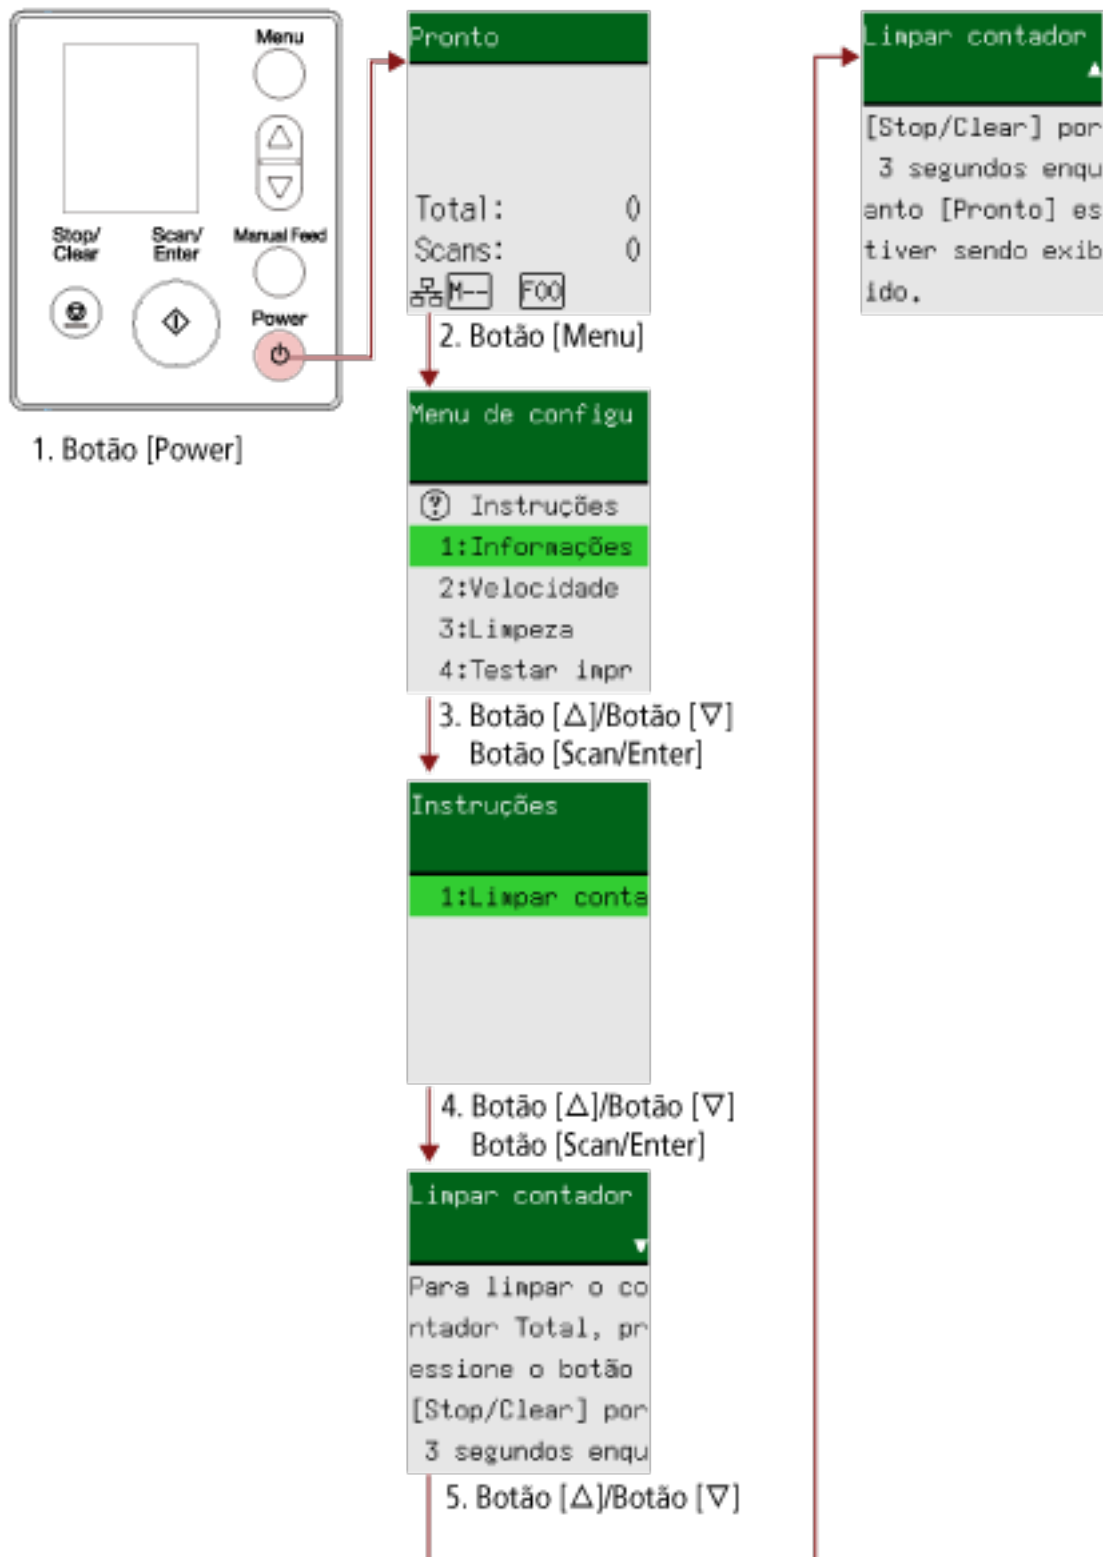 Menu
Stop/
Clear
Scan/
Enter
Manual Feed
Power
1. Botão [Power]
Pronto
Total: 0
Scans: 0
M-- F00
2. Botão [Menu]
Menu de configu
? Instruções
1:Informações
2:Velocidade
3:Limpeza
4:Testar impr
3. Botão [△]/Botão [▽]
Botão [Scan/Enter]
Instruções
1:Limpar conta
4. Botão [△]/Botão [▽]
Botão [Scan/Enter]
Limpar contador
▼
Para limpar o co
ntador Total, pr
essione o botão
[Stop/Clear] por
3 segundos enqu
5. Botão [△]/Botão [▽]
Limpar contador
▲
[Stop/Clear] por
3 segundos enqu
anto [Pronto] es
tiver sendo exib
ido.